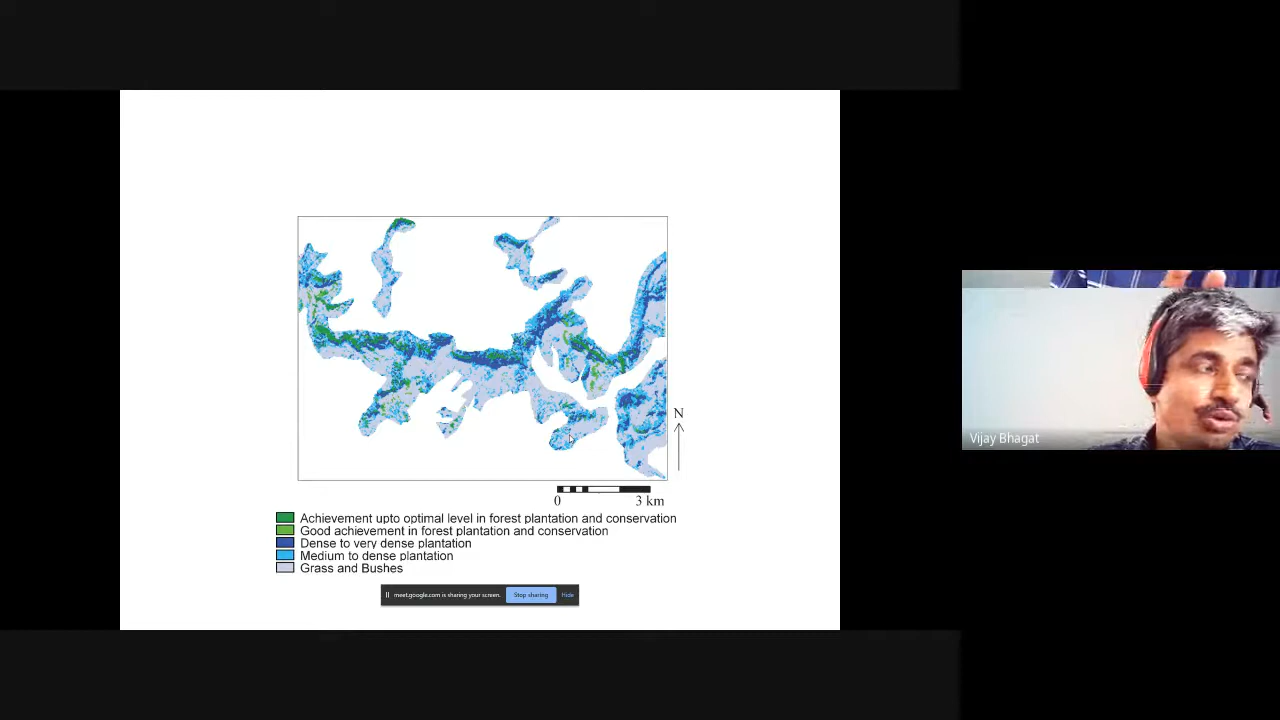 N
0 3 km
Achievement upto optimal level in forest plantation and conservation
Good achievement in forest plantation and conservation
Dense to very dense plantation
Medium to dense plantation
Grass and Bushes
meet.google.com is sharing your screen. Stop sharing Hide
Vijay Bhagat